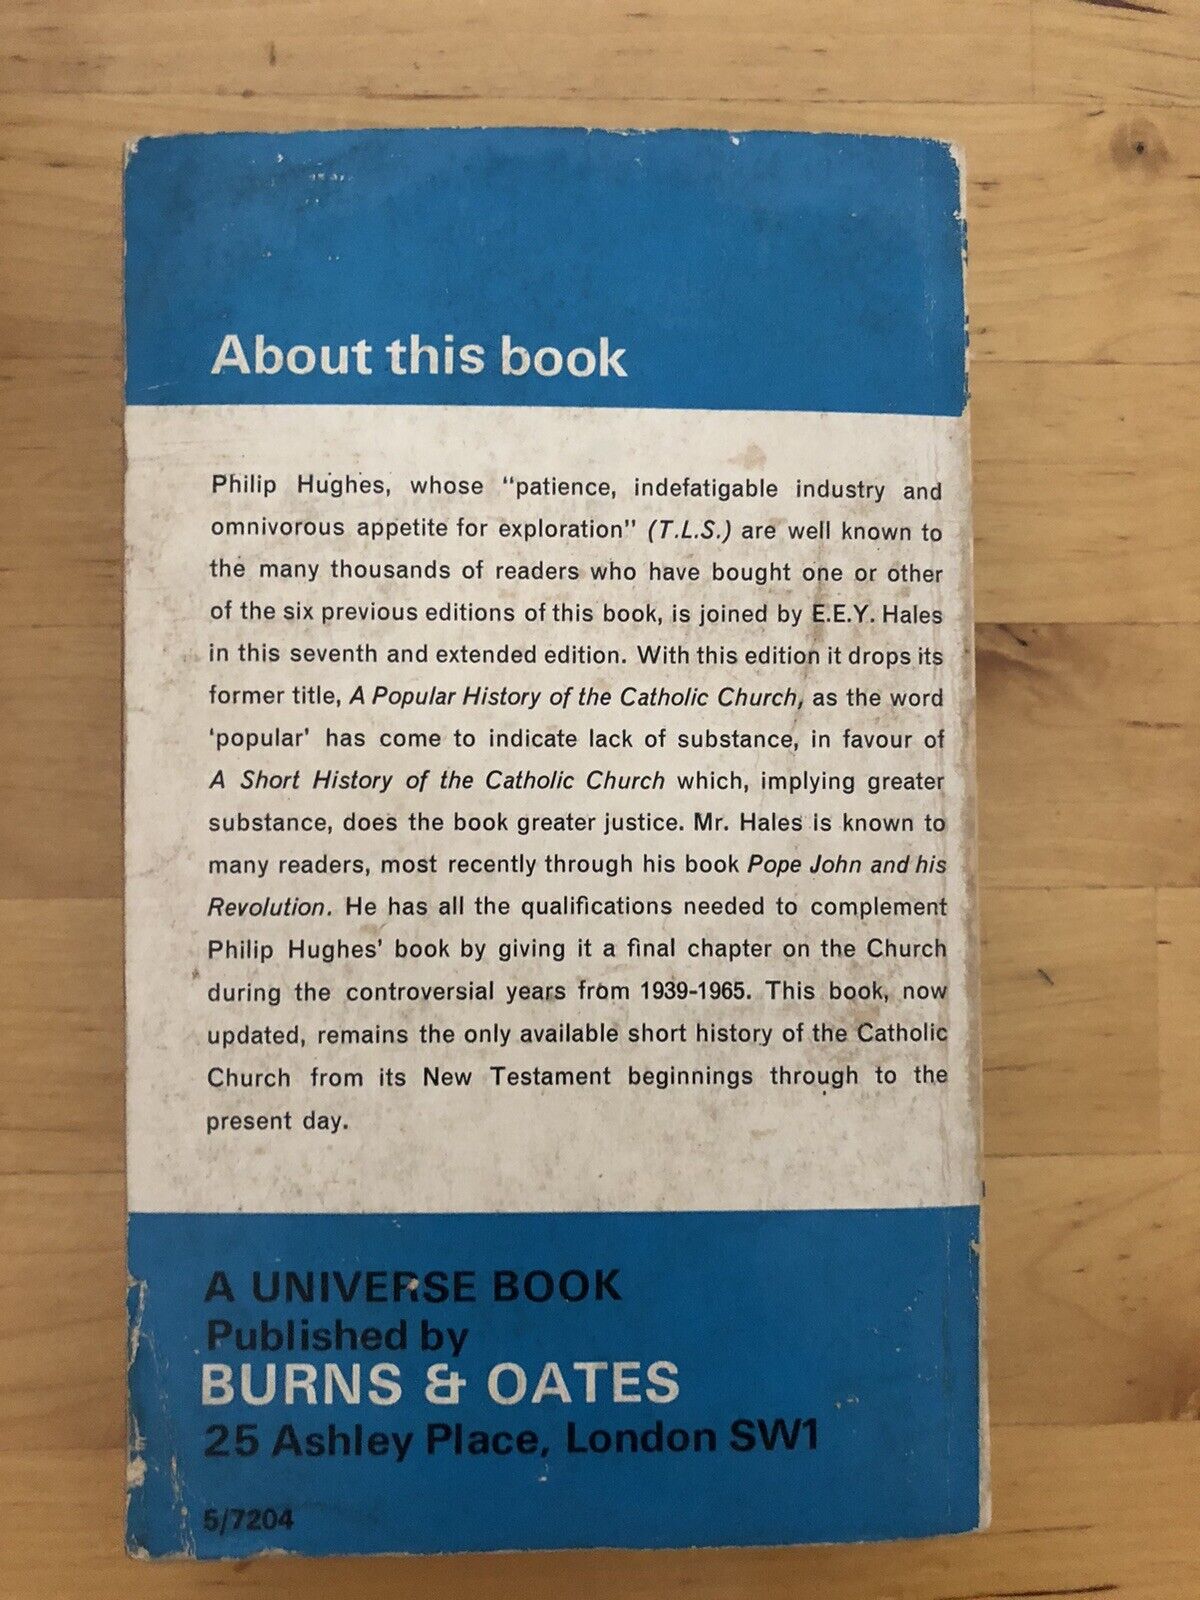 About this book
Philip Hughes, whose "patience, indefatigable industry and
omnivorous appetite for exploration" (T.L.S.) are well known to
the many thousands of readers who have bought one or other
of the six previous editions of this book, is joined by E.E.Y. Hales
in this seventh and extended edition. With this edition it drops its
former title, A Popular History of the Catholic Church, as the word
'popular' has come to indicate lack of substance, in favour of
A Short History of the Catholic Church which, implying greater
substance, does the book greater justice. Mr. Hales is known to
many readers, most recently through his book Pope John and his
Revolution. He has all the qualifications needed to complement
Philip Hughes' book by giving it a final chapter on the Church
during the controversial years from 1939-1965. This book, now
updated, remains the only available short history of the Catholic
Church from its New Testament beginnings through to the
present day.
A UNIVERSE BOOK
Published by
BURNS & OATES
25 Ashley Place, London SW1
5/7204